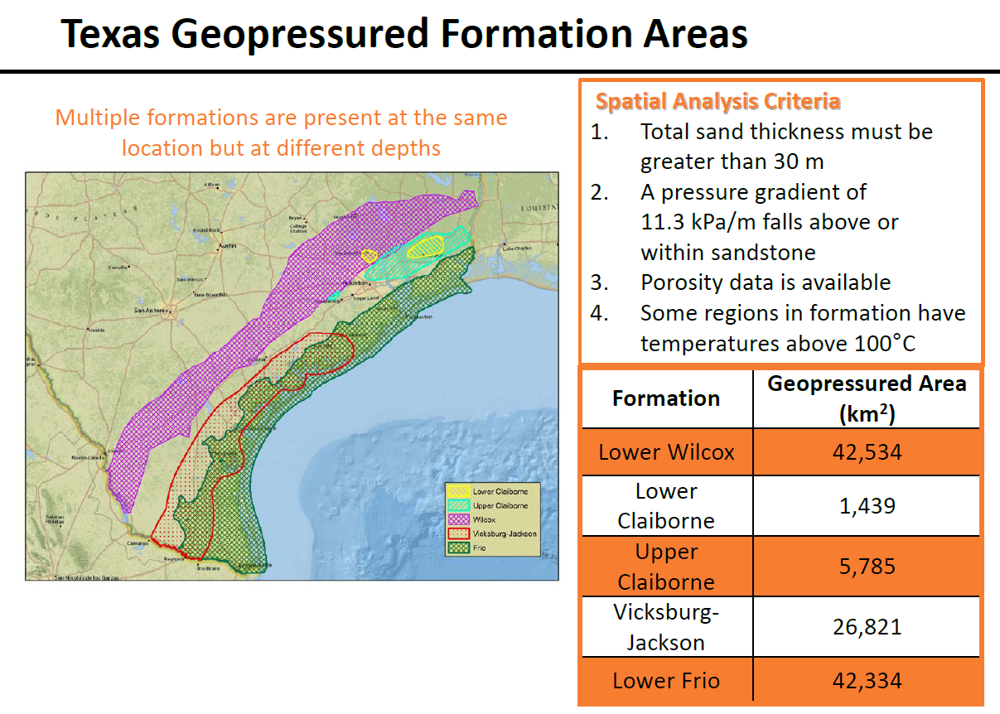 Texas Geopressured Formation Areas
Multiple formations are present at the same
location but at different depths
Killeen
LOUISIA
Bryan
College
Station
Round Rock
Austin
Lake Charles
Kerrville
San Marcos
Houston
New Braunfels
Sugar Land
San Antonio
Uvalde
Nuevo Laredo
Sabinas
Hidalgo
Camargo
Reynosa
Rio Bravo
San Nicolás de los Garzas
Lower Claiborne
Upper Claiborne
Wilcox
Vicksburg-Jackson
Frio
Spatial Analysis Criteria
1. Total sand thickness must be
greater than 30 m
2. A pressure gradient of
11.3 kPa/m falls above or
within sandstone
3. Porosity data is available
4. Some regions in formation have
temperatures above 100°C
Formation Geopressured Area
(km²)
Lower Wilcox 42,534
Lower
Claiborne 1,439
Upper
Claiborne 5,785
Vicksburg-
Jackson 26,821
Lower Frio 42,334